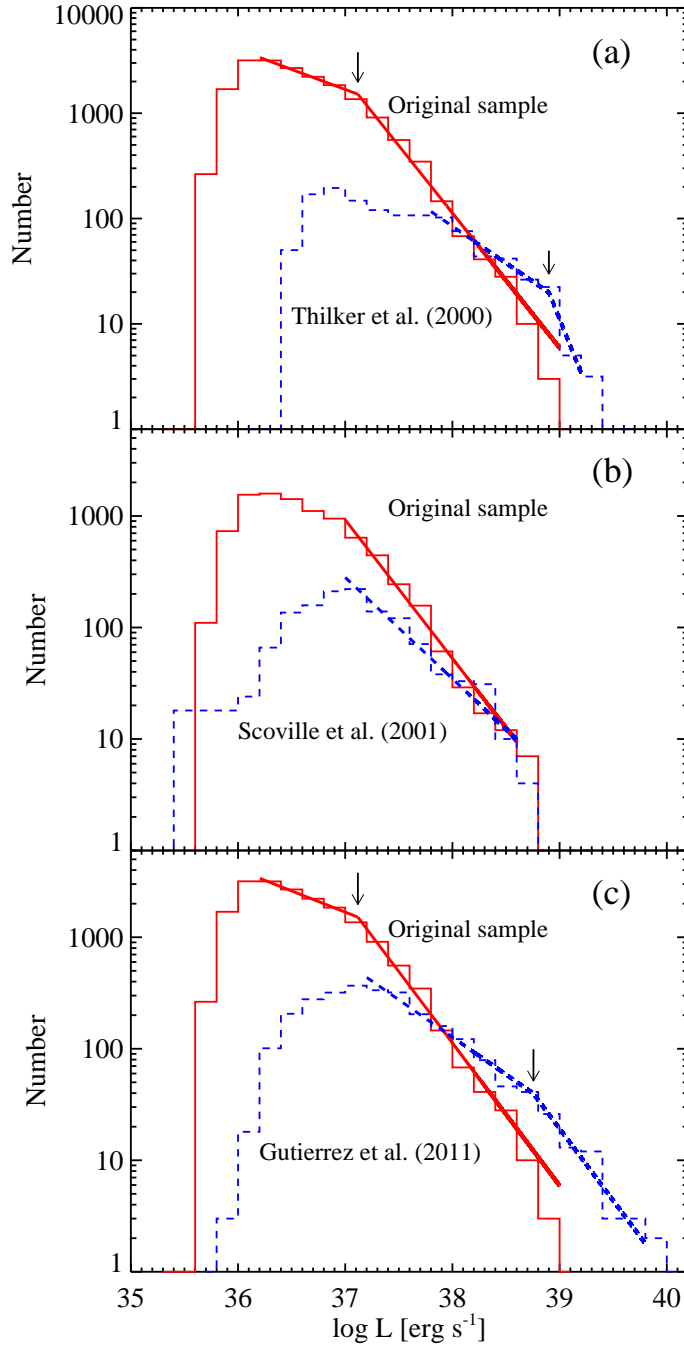 10000
(a)
Original sample
1000
Number
100
Thilker et al. (2000)
10
1
(b)
Original sample
1000
Number
100
Scoville et al. (2001)
10
1
(c)
Original sample
1000
Number
100
Gutierrez et al. (2011)
10
1
35 36 37 38 39 40
log L [erg s⁻¹]